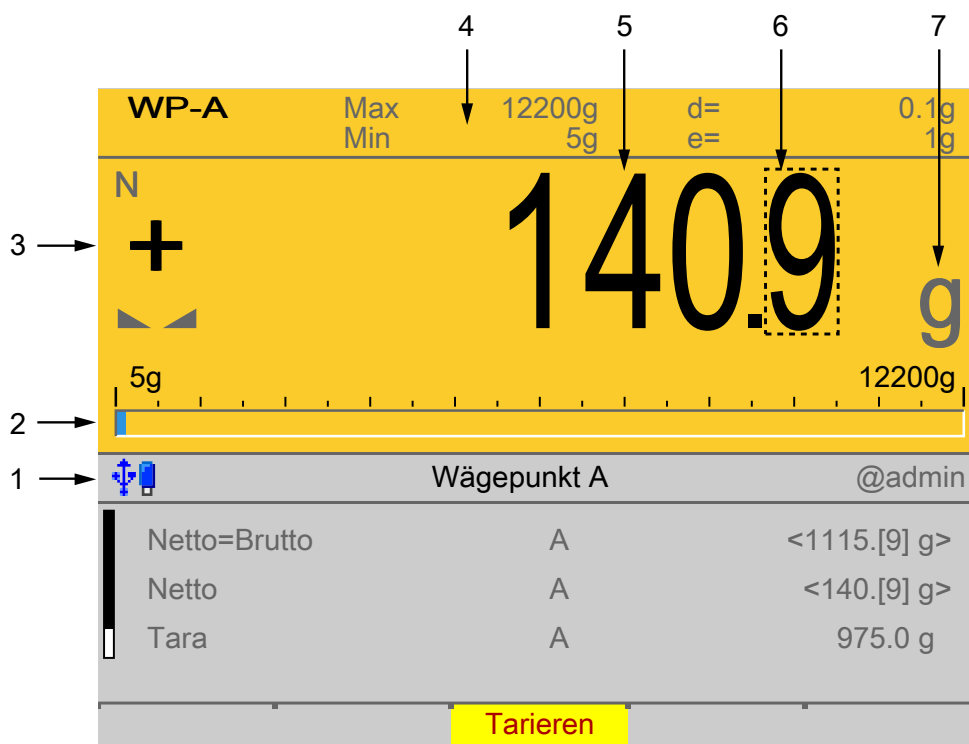 4 5 6 7
WP-A Max 12200g d= 0.1g
Min 5g e= 1g
N
3 + 140.9 g
5g 12200g
2
1 Wägepunkt A @admin
Netto=Brutto A <1115.[9] g>
Netto A <140.[9] g>
Tara A 975.0 g
Tarieren